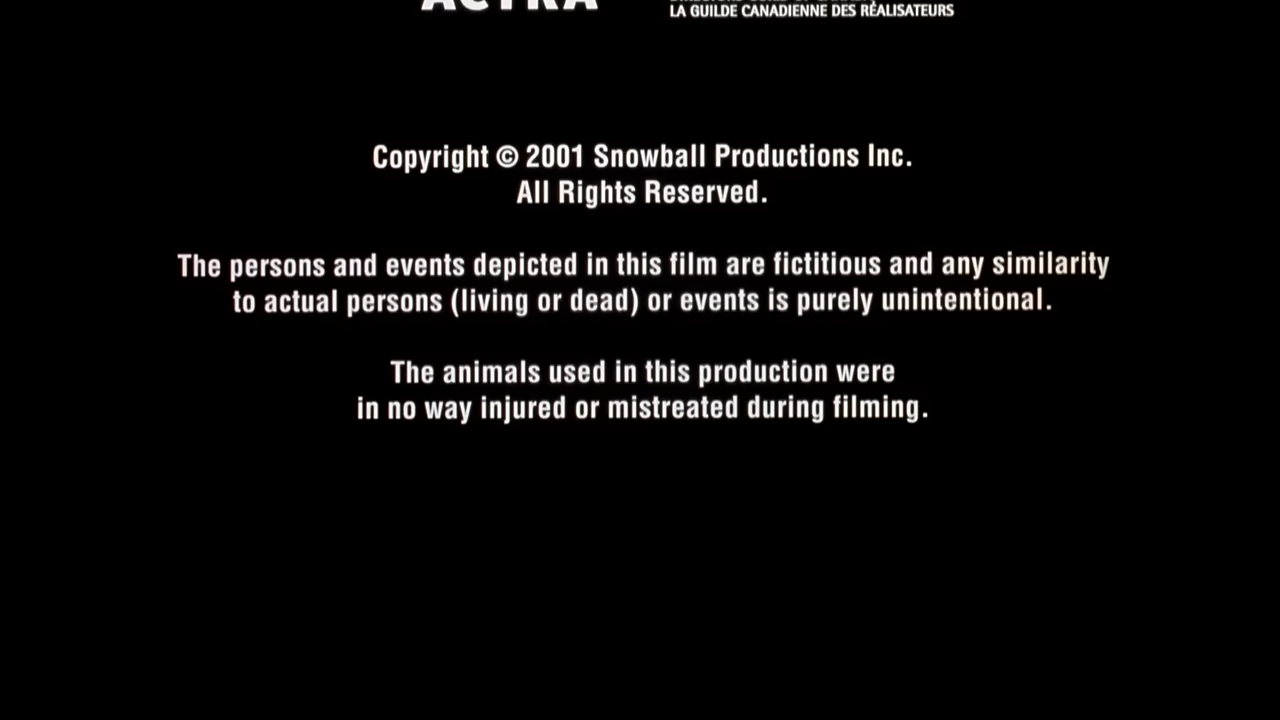 ACTRA
LA GUILDE CANADIENNE DES RÉALISATEURS
Copyright © 2001 Snowball Productions Inc.
All Rights Reserved.
The persons and events depicted in this film are fictitious and any similarity
to actual persons (living or dead) or events is purely unintentional.
The animals used in this production were
in no way injured or mistreated during filming.